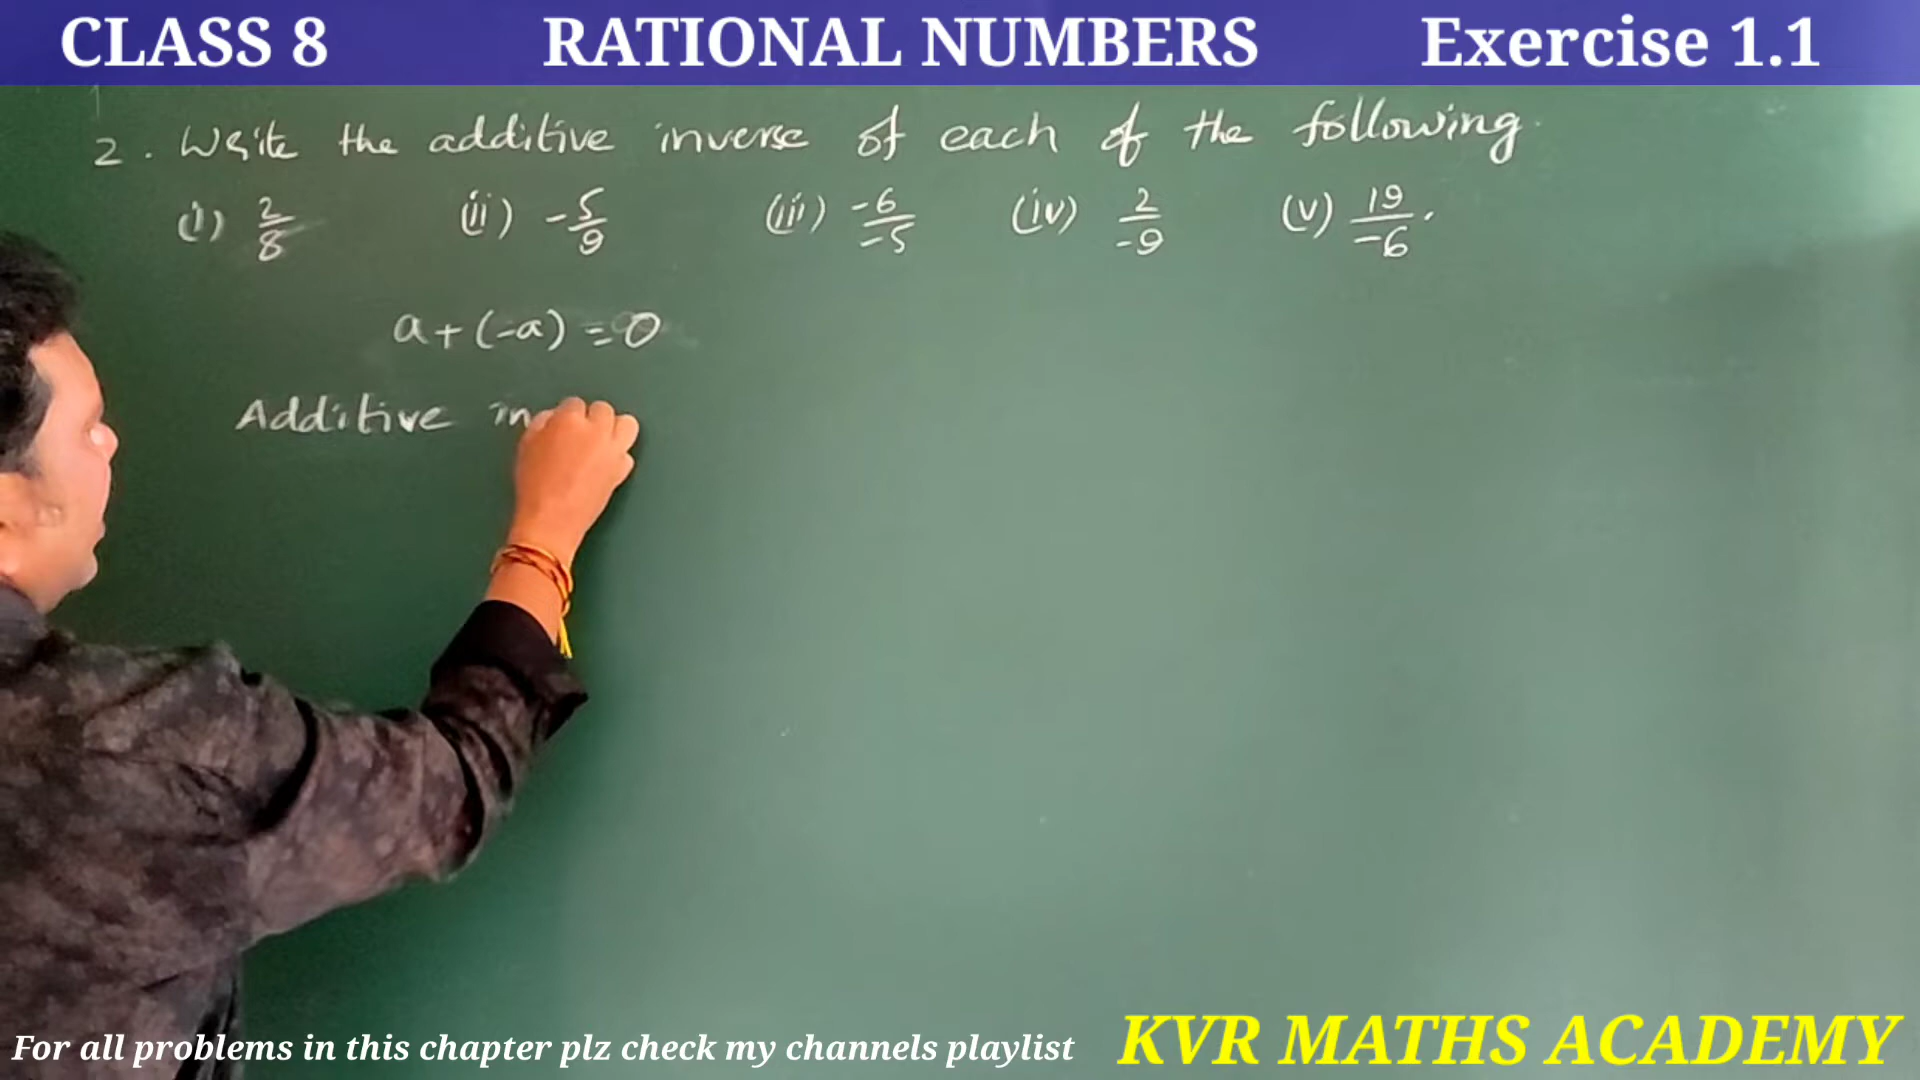 CLASS 8 RATIONAL NUMBERS Exercise 1.1
2. Write the additive inverse of each of the following.
(i) 2/8 (ii) -5/9 (iii) -6/-5 (iv) 2/-9 (v) 19/-6.
a+(-a)=0
Additive in
For all problems in this chapter plz check my channels playlist KVR MATHS ACADEMY